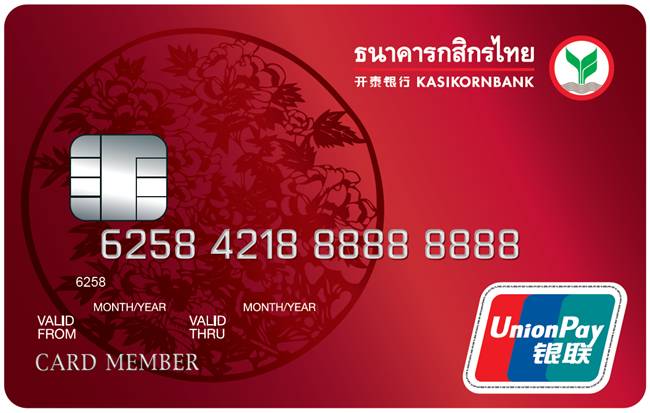 ธนาคารกสิกรไทย
开泰银行 KASIKORNBANK
6258 4218 8888 8888
6258
MONTH/YEAR MONTH/YEAR
VALID FROM VALID THRU
CARD MEMBER
UnionPay
银联